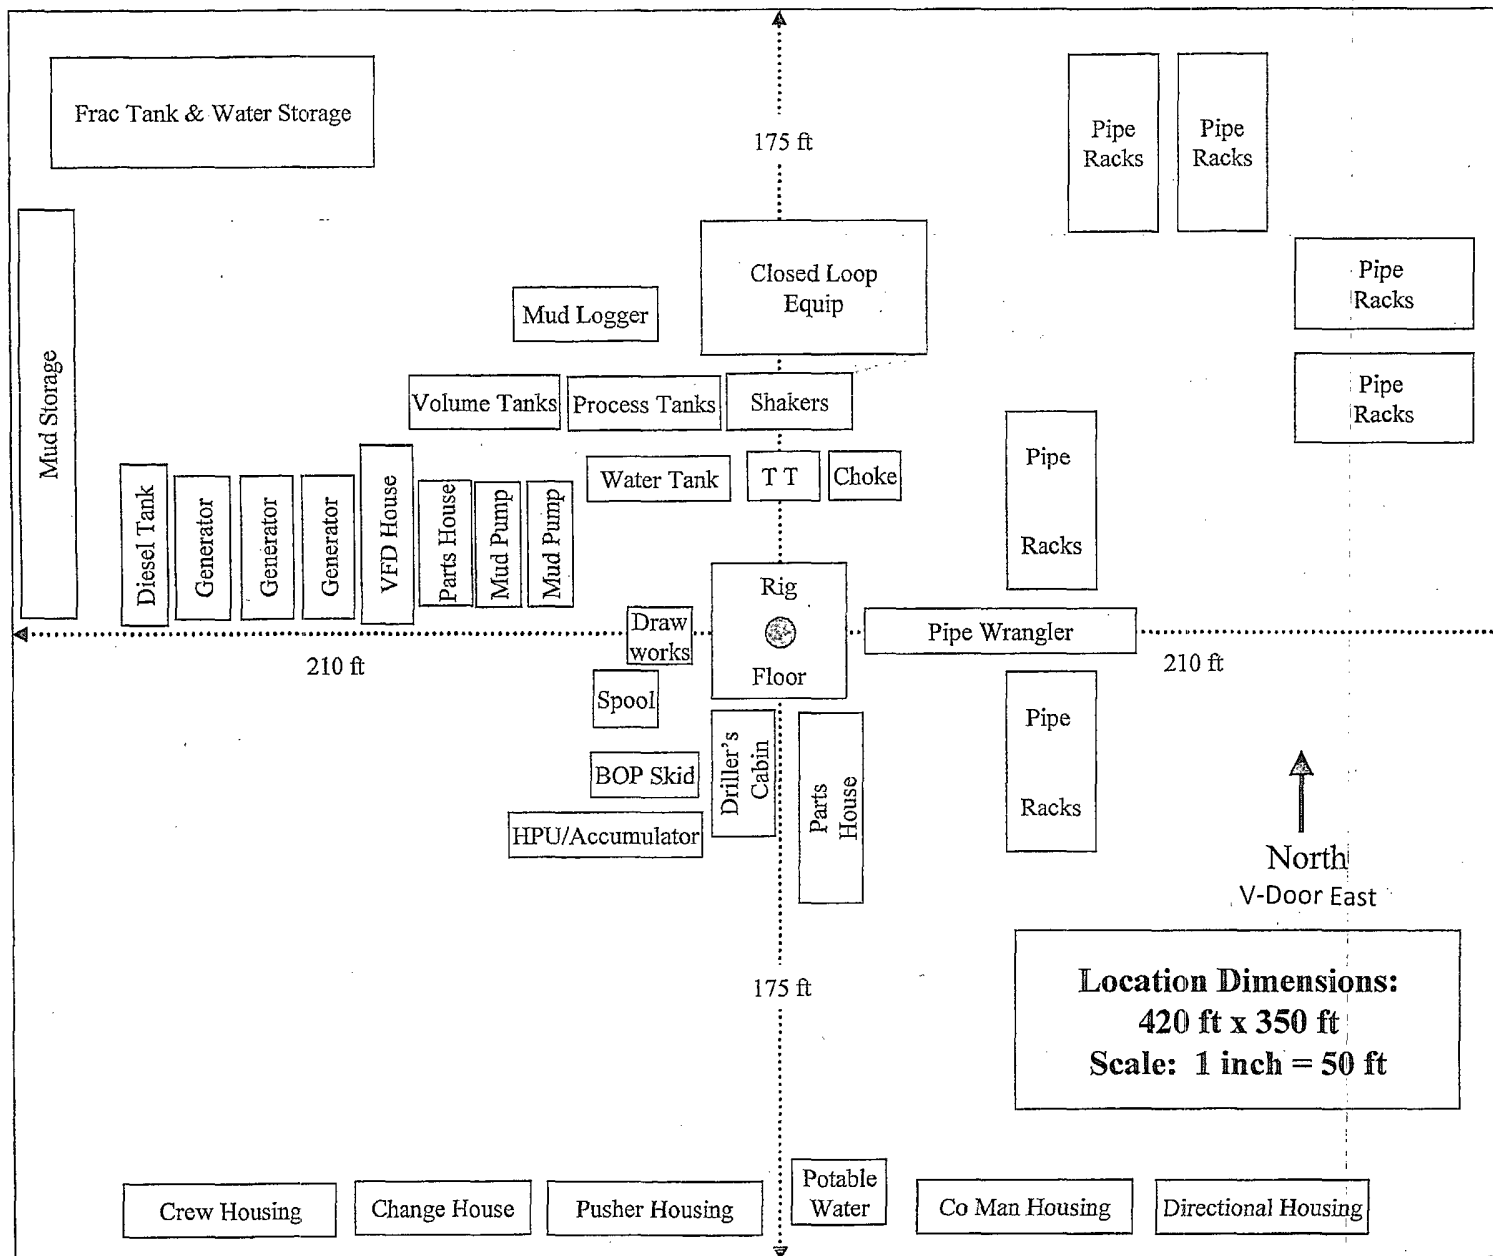 Frac Tank & Water Storage
175 ft
Pipe
Racks
Pipe
Racks
Closed Loop
Equip
Pipe
Racks
Mud Logger
Mud Storage
Volume Tanks
Process Tanks
Shakers
Pipe
Racks
Water Tank
T T
Choke
Pipe
Racks
Diesel Tank
Generator
Generator
Generator
VFD House
Parts House
Mud Pump
Mud Pump
Rig
Floor
Draw
works
Pipe Wrangler
210 ft
210 ft
Spool
Driller's
Cabin
Parts
House
Pipe
Racks
BOP Skid
HPU/Accumulator
North
V-Door East
Location Dimensions:
420 ft x 350 ft
Scale: 1 inch = 50 ft
175 ft
Crew Housing
Change House
Pusher Housing
Potable
Water
Co Man Housing
Directional Housing